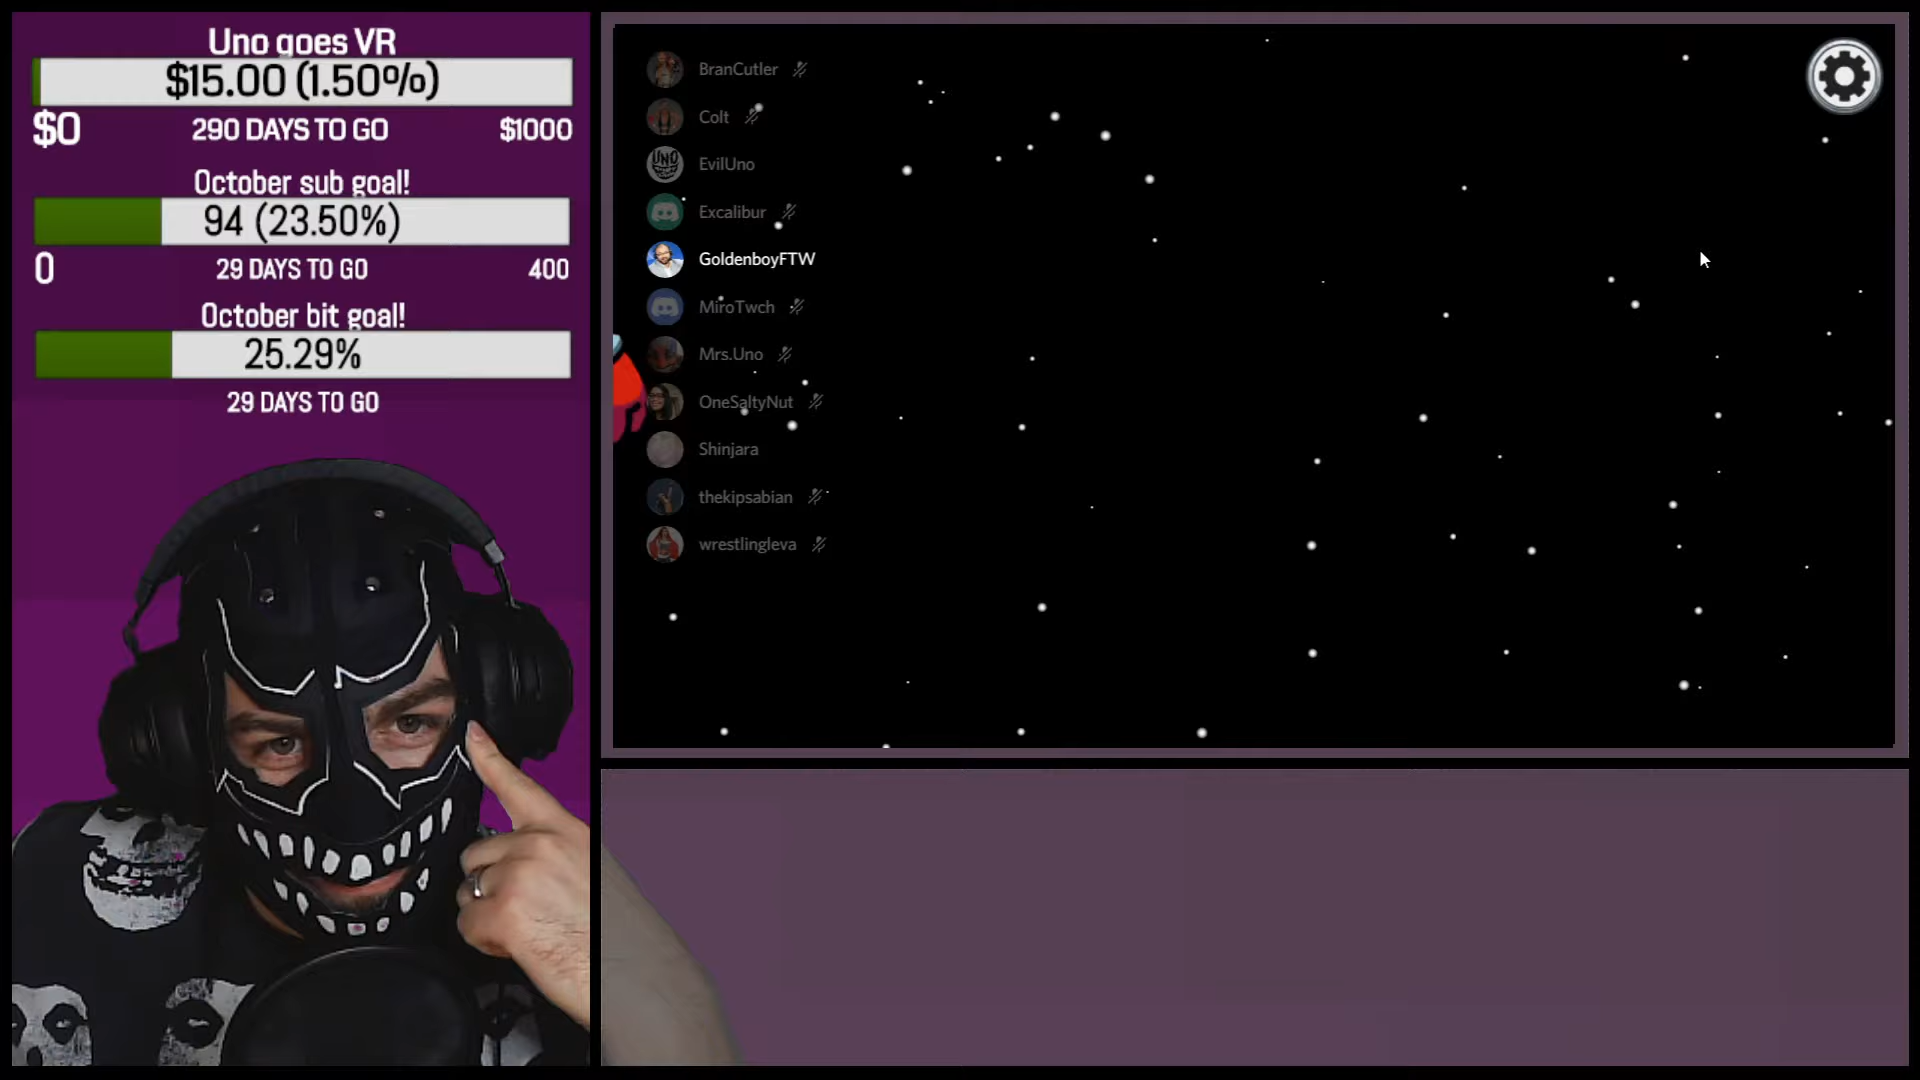 Uno goes VR
$15.00 (1.50%)
$0 290 DAYS TO GO $1000
October sub goal!
94 (23.50%)
0 29 DAYS TO GO 400
October bit goal!
25.29%
29 DAYS TO GO
BranCutler
Colt
UNO
EvilUno
Excalibur
GoldenboyFTW
MiroTwch
Mrs.Uno
OneSaltyNut
Shinjara
thekipsabian
wrestlingleva